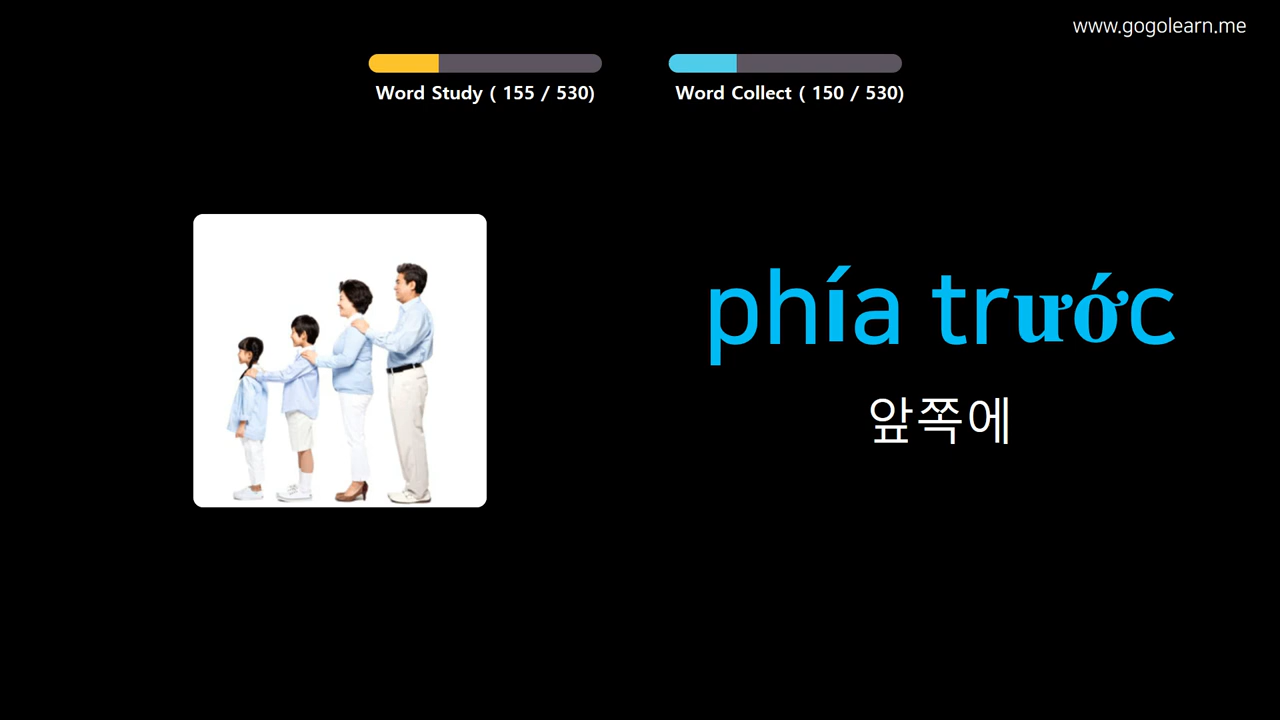 www.gogolearn.me
Word Study ( 155 / 530)
Word Collect ( 150 / 530)
phía trước
앞쪽에